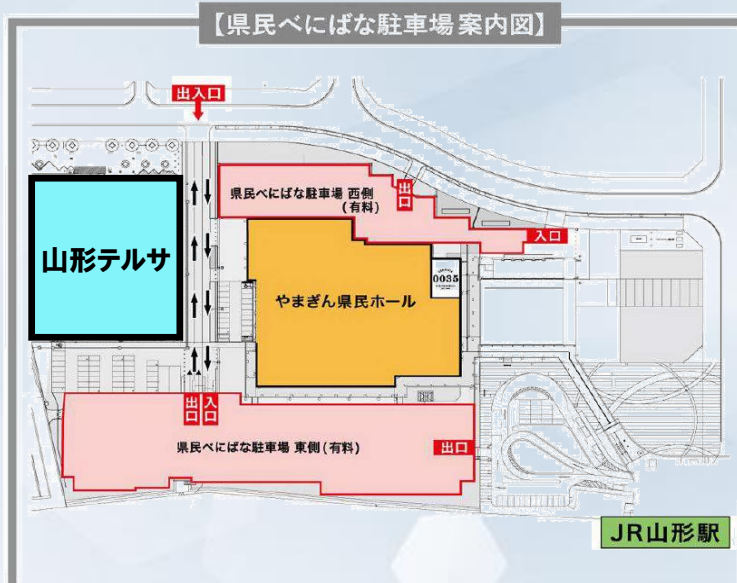 【県民べにばな駐車場案内図】
出入口
県民べにばな駐車場 西側
(有料)
出口
入口
山形テルサ
0035
やまぎん県民ホール
出口
入口
県民べにばな駐車場 東側(有料)
出口
JR山形駅